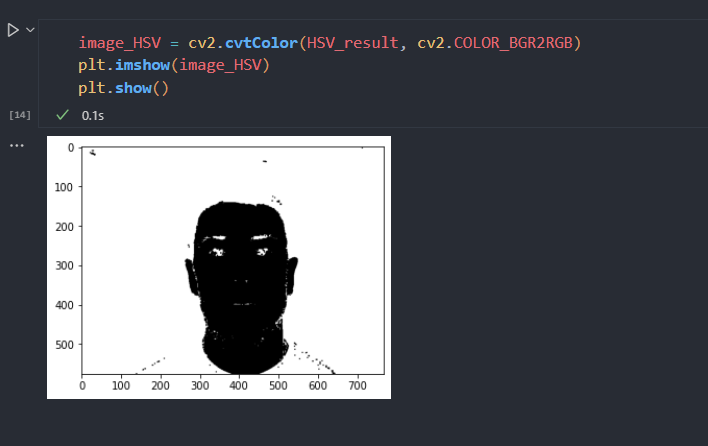 image_HSV = cv2.cvtColor(HSV_result, cv2.COLOR_BGR2RGB)
plt.imshow(image_HSV)
plt.show()
[14]
0.1s
...
0
100
200
300
400
500
0 100 200 300 400 500 600 700